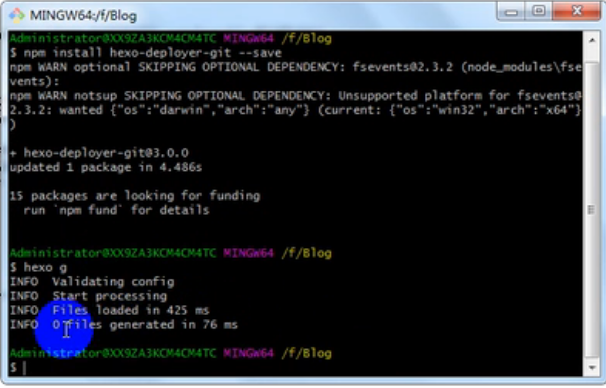 MINGW64:/f/Blog
Administrator@XX9ZA3KCM4CM4TC MINGW64 /f/Blog
$ npm install hexo-deployer-git --save
npm WARN optional SKIPPING OPTIONAL DEPENDENCY: fsevents@2.3.2 (node_modules\fse
vents):
npm WARN notsup SKIPPING OPTIONAL DEPENDENCY: Unsupported platform for fsevents@
2.3.2: wanted {"os":"darwin","arch":"any"} (current: {"os":"win32","arch":"x64"}
)
+ hexo-deployer-git@3.0.0
updated 1 package in 4.486s
15 packages are looking for funding
run `npm fund` for details
Administrator@XX9ZA3KCM4CM4TC MINGW64 /f/Blog
$ hexo g
INFO  Validating config
INFO  Start processing
INFO  Files loaded in 425 ms
INFO  0 files generated in 76 ms
Administrator@XX9ZA3KCM4CM4TC MINGW64 /f/Blog
$